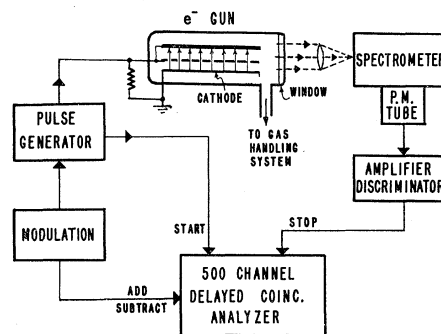 e⁻ GUN
CATHODE
WINDOW
SPECTROMETER
P.M.
TUBE
PULSE
GENERATOR
TO GAS
HANDLING
SYSTEM
AMPLIFIER
DISCRIMINATOR
MODULATION
START
STOP
ADD
SUBTRACT
500 CHANNEL
DELAYED COINC.
ANALYZER